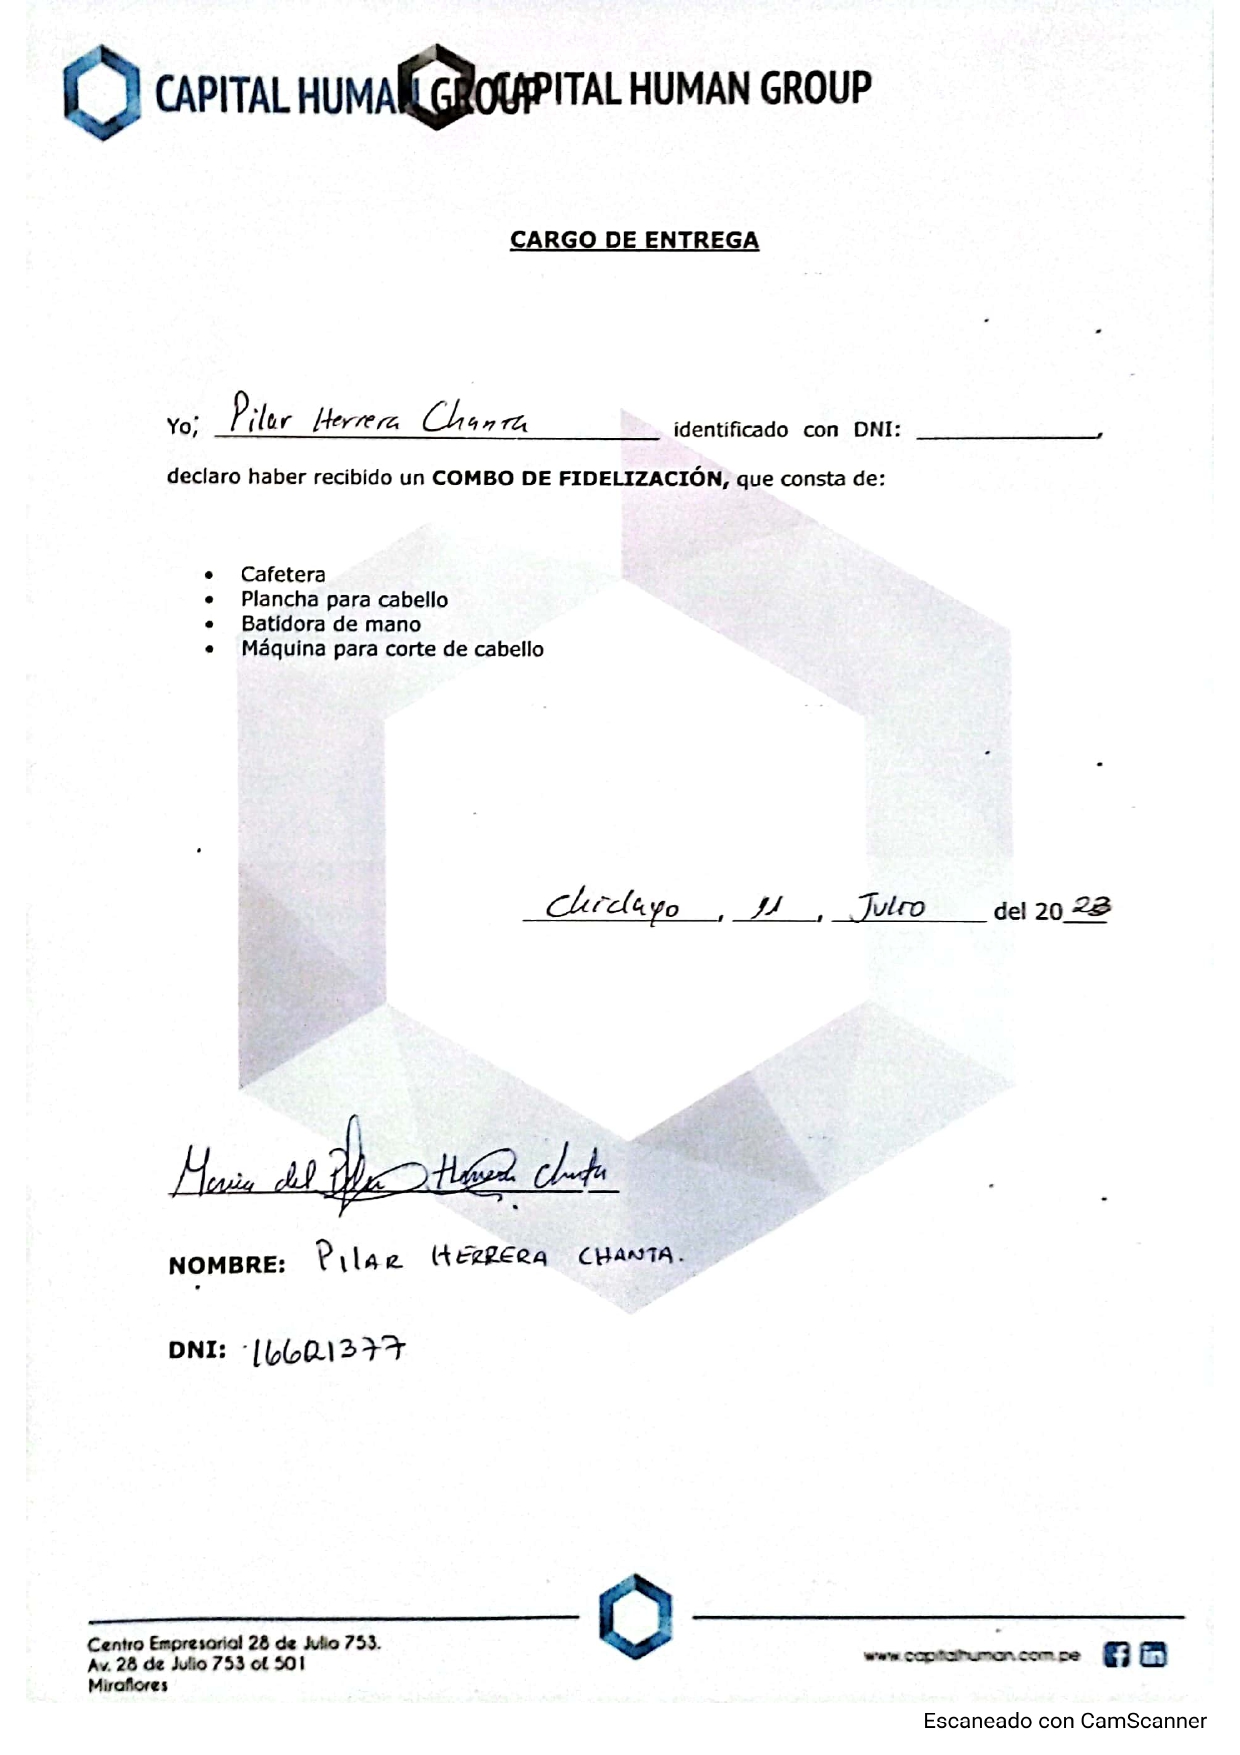 CAPITAL HUMAN GROUP CAPITAL HUMAN GROUP
CARGO DE ENTREGA
Yo; Pilar Herrera Chanta identificado con DNI: ____________,
declaro haber recibido un COMBO DE FIDELIZACIÓN, que consta de:
• Cafetera
• Plancha para cabello
• Batidora de mano
• Máquina para corte de cabello
Chiclayo, 11, Julio del 2023
Maria del Pilar Herrera Chanta
NOMBRE: PILAR HERRERA CHANTA.
DNI: 16621377
Centro Empresarial 28 de Julio 753.
Av. 28 de Julio 753 of. 501
Miraflores
www.capitalhuman.com.pe
Escaneado con CamScanner